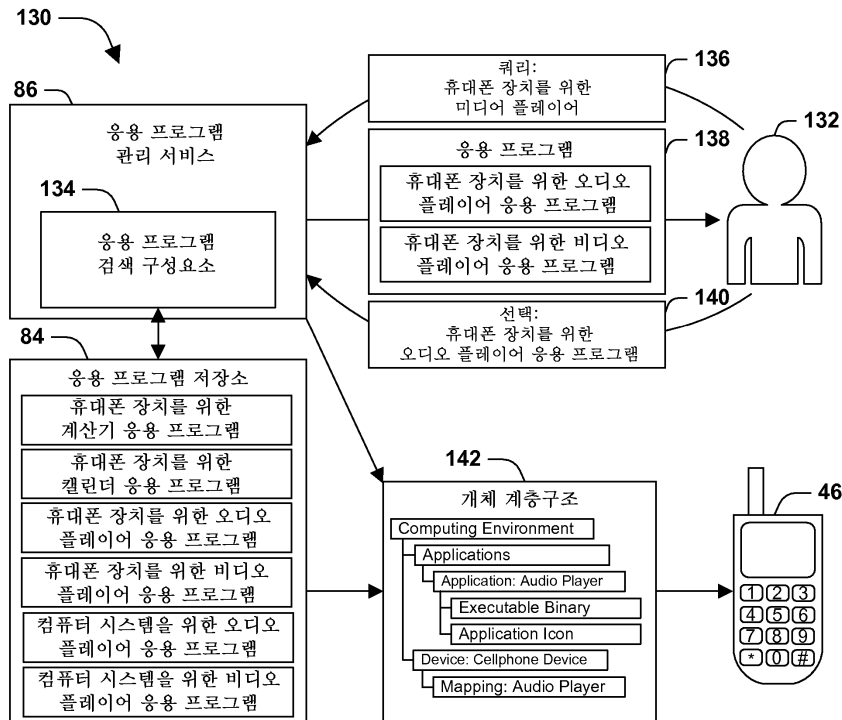 130
86
응용 프로그램
관리 서비스
134
응용 프로그램
검색 구성요소
쿼리:
휴대폰 장치를 위한
미디어 플레이어
136
응용 프로그램
138
휴대폰 장치를 위한 오디오
플레이어 응용 프로그램
휴대폰 장치를 위한 비디오
플레이어 응용 프로그램
132
선택:
휴대폰 장치를 위한
오디오 플레이어 응용 프로그램
140
84
응용 프로그램 저장소
휴대폰 장치를 위한
계산기 응용 프로그램
휴대폰 장치를 위한
캘린더 응용 프로그램
휴대폰 장치를 위한 오디오
플레이어 응용 프로그램
휴대폰 장치를 위한 비디오
플레이어 응용 프로그램
컴퓨터 시스템을 위한 오디오
플레이어 응용 프로그램
컴퓨터 시스템을 위한 비디오
플레이어 응용 프로그램
142
개체 계층구조
Computing Environment
Applications
Application: Audio Player
Executable Binary
Application Icon
Device: Cellphone Device
Mapping: Audio Player
46
1 2 3
4 5 6
7 8 9
* 0 #